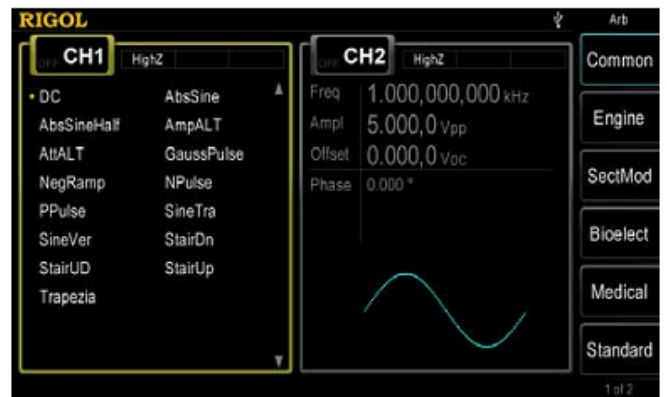 RIGOL Arb
OFF CH1 HighZ
OFF CH2 HighZ
• DC AbsSine
AbsSineHalf AmpALT
AttALT GaussPulse
NegRamp NPulse
PPulse SineTra
SineVer StairDn
StairUD StairUp
Trapezia
Freq 1.000,000,000 kHz
Ampl 5.000,0 Vpp
Offset 0.000,0 VDC
Phase 0.000 °
Common
Engine
SectMod
Bioelect
Medical
Standard
1 of 2